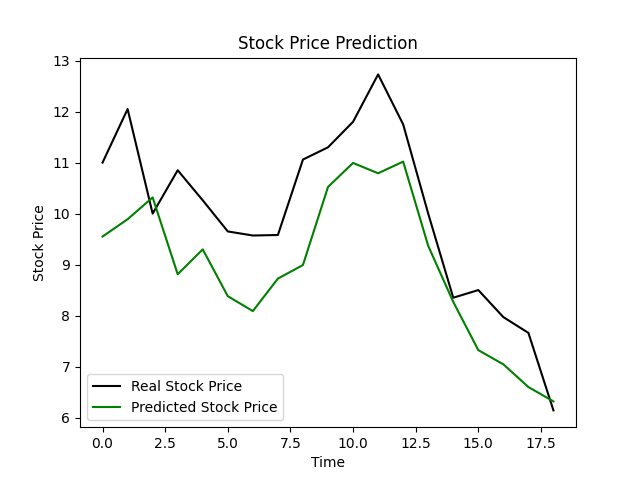 Stock Price Prediction
13
12
11
10
9
8
7
6
Stock Price
Real Stock Price
Predicted Stock Price
0.0 2.5 5.0 7.5 10.0 12.5 15.0 17.5
Time